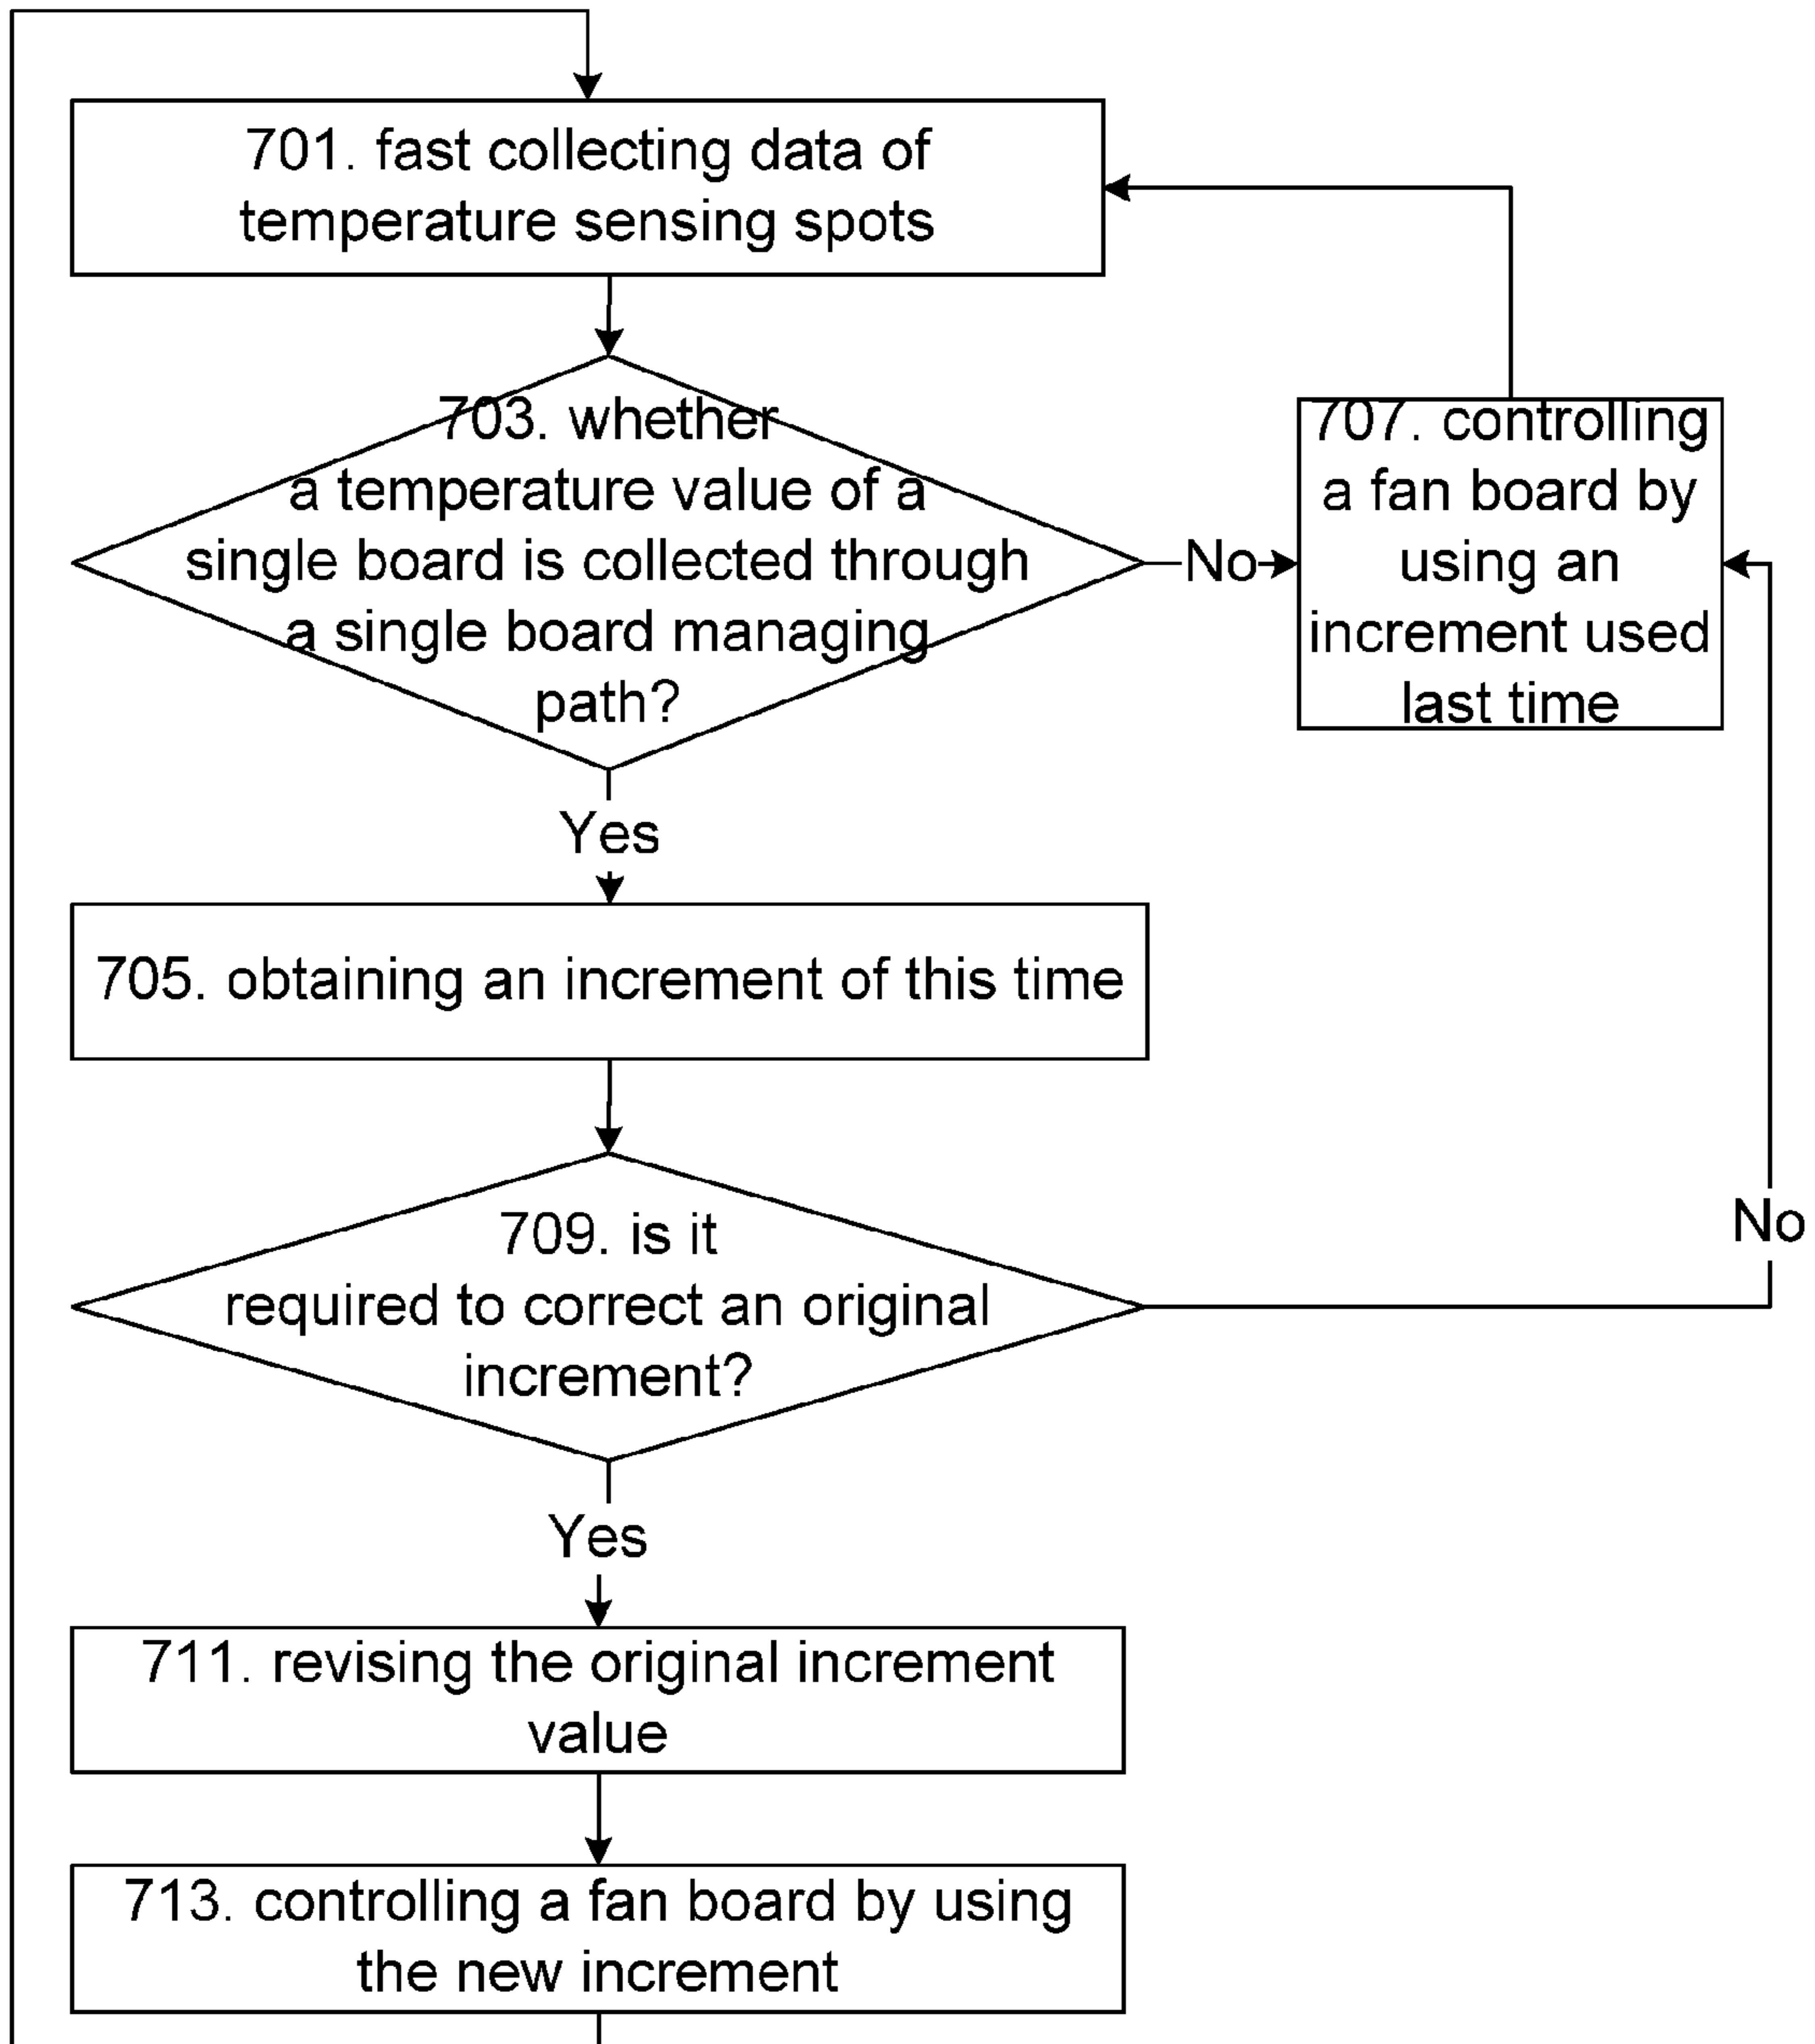 701. fast collecting data of
temperature sensing spots
703. whether
a temperature value of a
single board is collected through
a single board managing
path?
No
707. controlling
a fan board by
using an
increment used
last time
Yes
705. obtaining an increment of this time
709. is it
required to correct an original
increment?
No
Yes
711. revising the original increment
value
713. controlling a fan board by using
the new increment